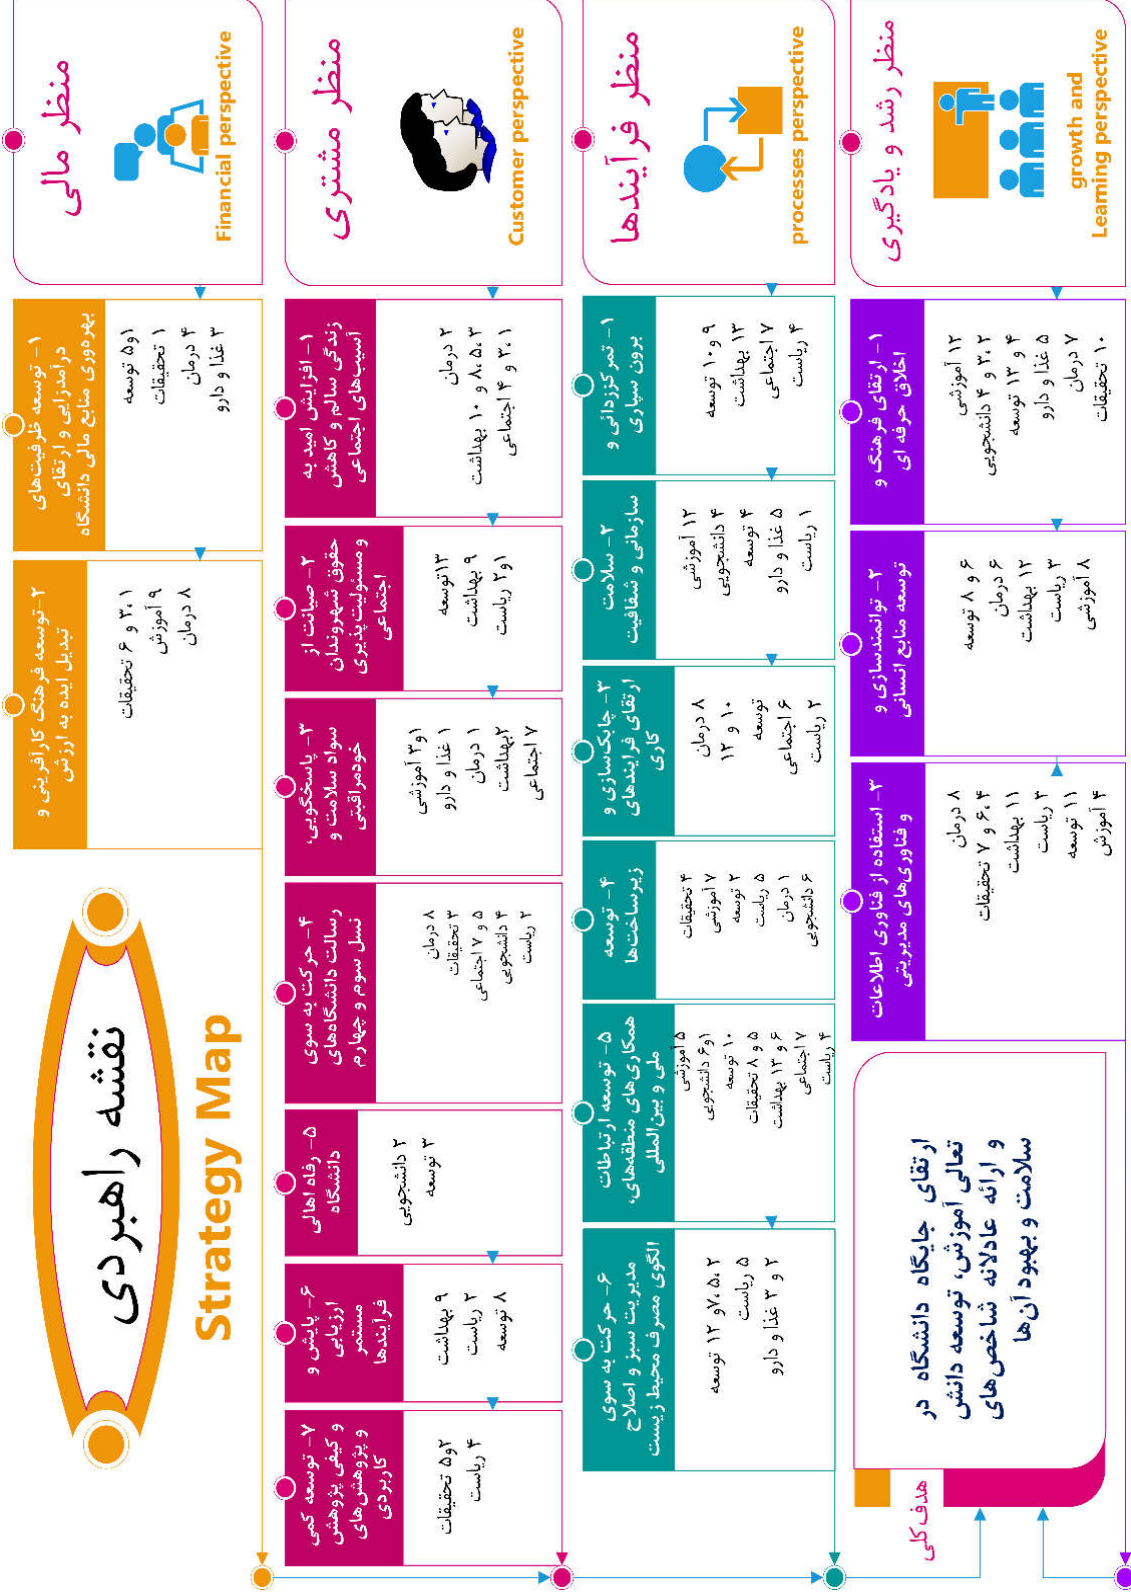 نقشه راهبردی
Strategy Map
منظر مالی
Financial perspective
۱- توسعه ظرفیت‌های
درآمدزایی و ارتقای
بهره‌وری منابع مالی دانشگاه
۱و۵ توسعه
۱ تحقیقات
۴ درمان
۳ غذا و دارو
۲-توسعه فرهنگ کارآفرینی و
تبدیل ایده به ارزش
۱، ۳، و ۶ تحقیقات
۹ آموزش
۸ درمان
منظر مشتری
Customer perspective
۱- افزایش امید به
زندگی سالم و کاهش
آسیب‌های اجتماعی
۲ درمان
۳، ۵، ۸ و ۱۰ بهداشت
۱، ۳ و ۴ اجتماعی
۲- صیانت از
حقوق شهروندان
و مسئولیت پذیری
اجتماعی
۱۳توسعه
۹ بهداشت
۱و۲ ریاست
۳- پاسخگویی،
سواد سلامت و
خودمراقبتی
۱و۳ آموزشی
۱ غذا و دارو
۱ درمان
۲بهداشت
۷ اجتماعی
۴- حرکت به سوی
رسالت دانشگاه‌های
نسل سوم و چهارم
۸ درمان
۳ تحقیقات
۵ و ۷ اجتماعی
۴ دانشجویی
۲ ریاست
۵- رفاه اهالی
دانشگاه
۲ دانشجویی
۳ توسعه
۶- پایش و
ارزیابی
مستمر
فرآیندها
۹ بهداشت
۲ ریاست
۸ توسعه
۷- توسعه کمی
و کیفی پژوهش
و پژوهش‌های
کاربردی
۲و۵ تحقیقات
۴ ریاست
منظر فرآیندها
processes perspective
۱- تمرکززدائی و
برون سپاری
۹ و۱۰ توسعه
۱۳ بهداشت
۷ اجتماعی
۴ ریاست
۲- سلامت
سازمانی و شفافیت
۱۲ آموزشی
۴ دانشجویی
۴ توسعه
۵ غذا و دارو
۱ ریاست
۳- چابک‌سازی و
ارتقای فرایندهای
کاری
۸ درمان
۱۰ و ۱۲
توسعه
۶ اجتماعی
۲ ریاست
۴- توسعه
زیرساخت‌ها
۴ تحقیقات
۷ آموزشی
۲ توسعه
۵ ریاست
۱ درمان
۶ دانشجویی
۵- توسعه ارتباطات
همکاری‌های منطقه‌های،
ملی و بین‌المللی
۵ آموزشی
۱و۶ دانشجویی
۱۰ توسعه
۵ و ۸ تحقیقات
۶ و ۱۳ بهداشت
۷ اجتماعی
۴ ریاست
۶- حرکت به سوی
مدیریت سبز و اصلاح
الگوی مصرف محیط زیست
۲، ۵، ۷و ۱۲ توسعه
۵ ریاست
۲ و ۳ غذا و دارو
منظر رشد و یادگیری
growth and
Learning perspective
۱- ارتقای فرهنگ و
اخلاق حرفه ای
۱۲ آموزشی
۲، ۳ و ۴ دانشجویی
۴ و ۱۳ توسعه
۵ غذا و دارو
۷ درمان
۱۰ تحقیقات
۲- توانمندسازی و
توسعه منابع انسانی
۶ و ۸ توسعه
۶ درمان
۱۲ بهداشت
۳ ریاست
۸ آموزشی
۳- استفاده از فناوری اطلاعات
و فناوری‌های مدیریتی
۸ درمان
۴، ۶ و ۷ تحقیقات
۱۱ بهداشت
۲ ریاست
۱۱ توسعه
۴ آموزش
هدف کلی
ارتقای جایگاه دانشگاه در
تعالی آموزش، توسعه دانش
و ارائه عادلانه شاخص‌های
سلامت و بهبود آن‌ها